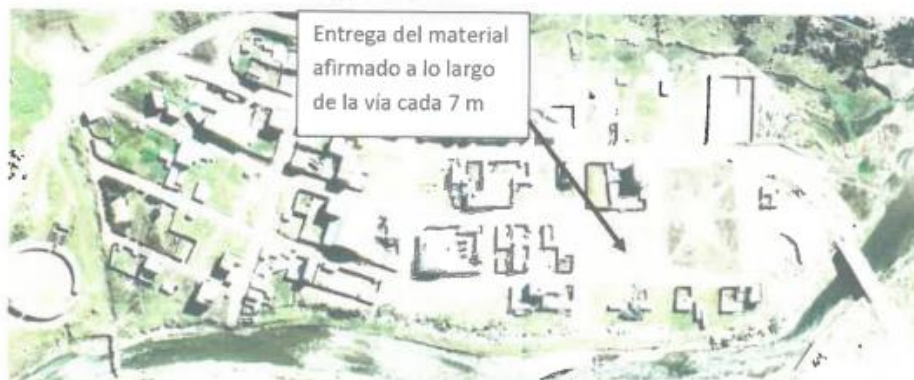 Entrega del material
afirmado a lo largo
de la vía cada 7 m